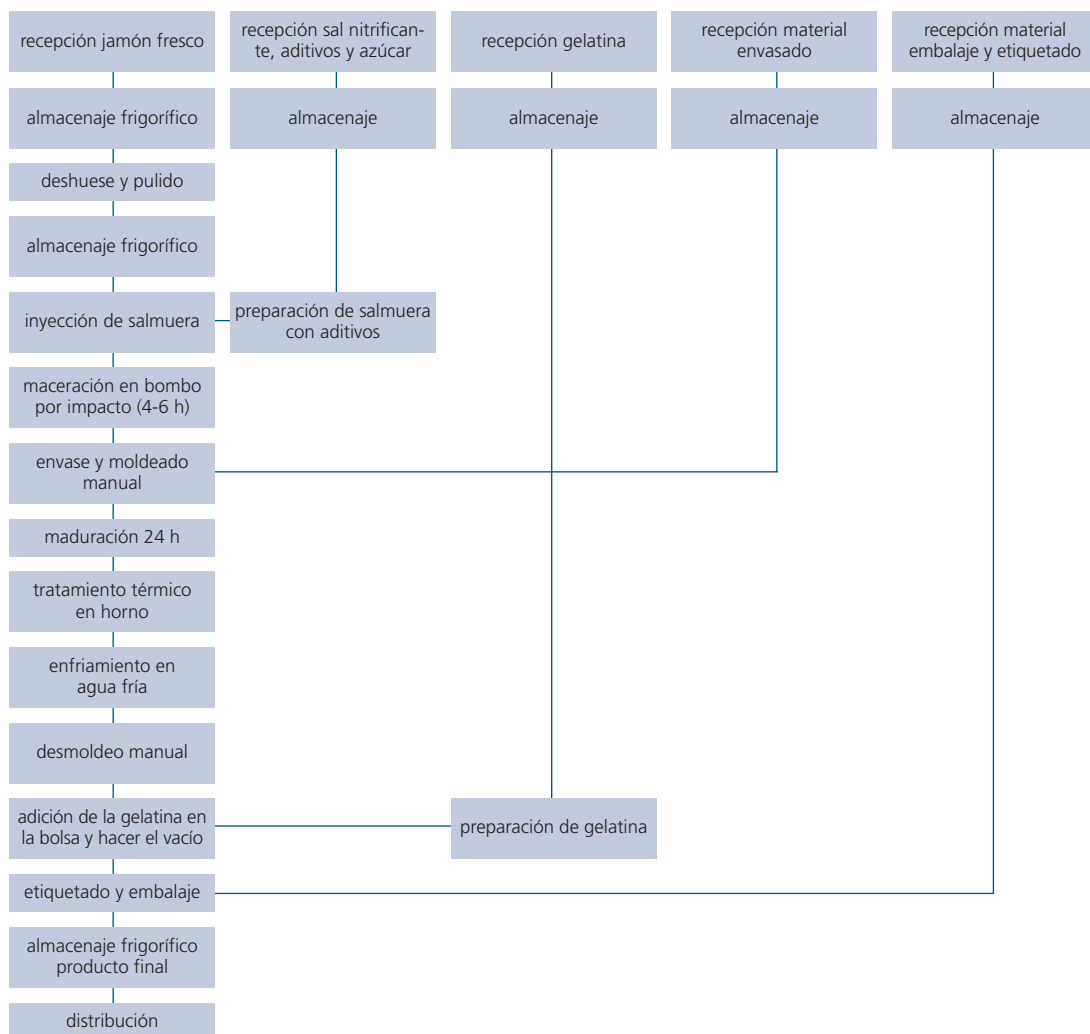 recepción jamón fresco
recepción sal nitrifican-
te, aditivos y azúcar
recepción gelatina
recepción material
envasado
recepción material
embalaje y etiquetado
almacenaje frigorífico
almacenaje
almacenaje
almacenaje
almacenaje
deshuese y pulido
almacenaje frigorífico
inyección de salmuera
preparación de salmuera
con aditivos
maceración en bombo
por impacto (4-6 h)
envase y moldeado
manual
maduración 24 h
tratamiento térmico
en horno
enfriamiento en
agua fría
desmoldeo manual
adición de la gelatina en
la bolsa y hacer el vacío
preparación de gelatina
etiquetado y embalaje
almacenaje frigorífico
producto final
distribución